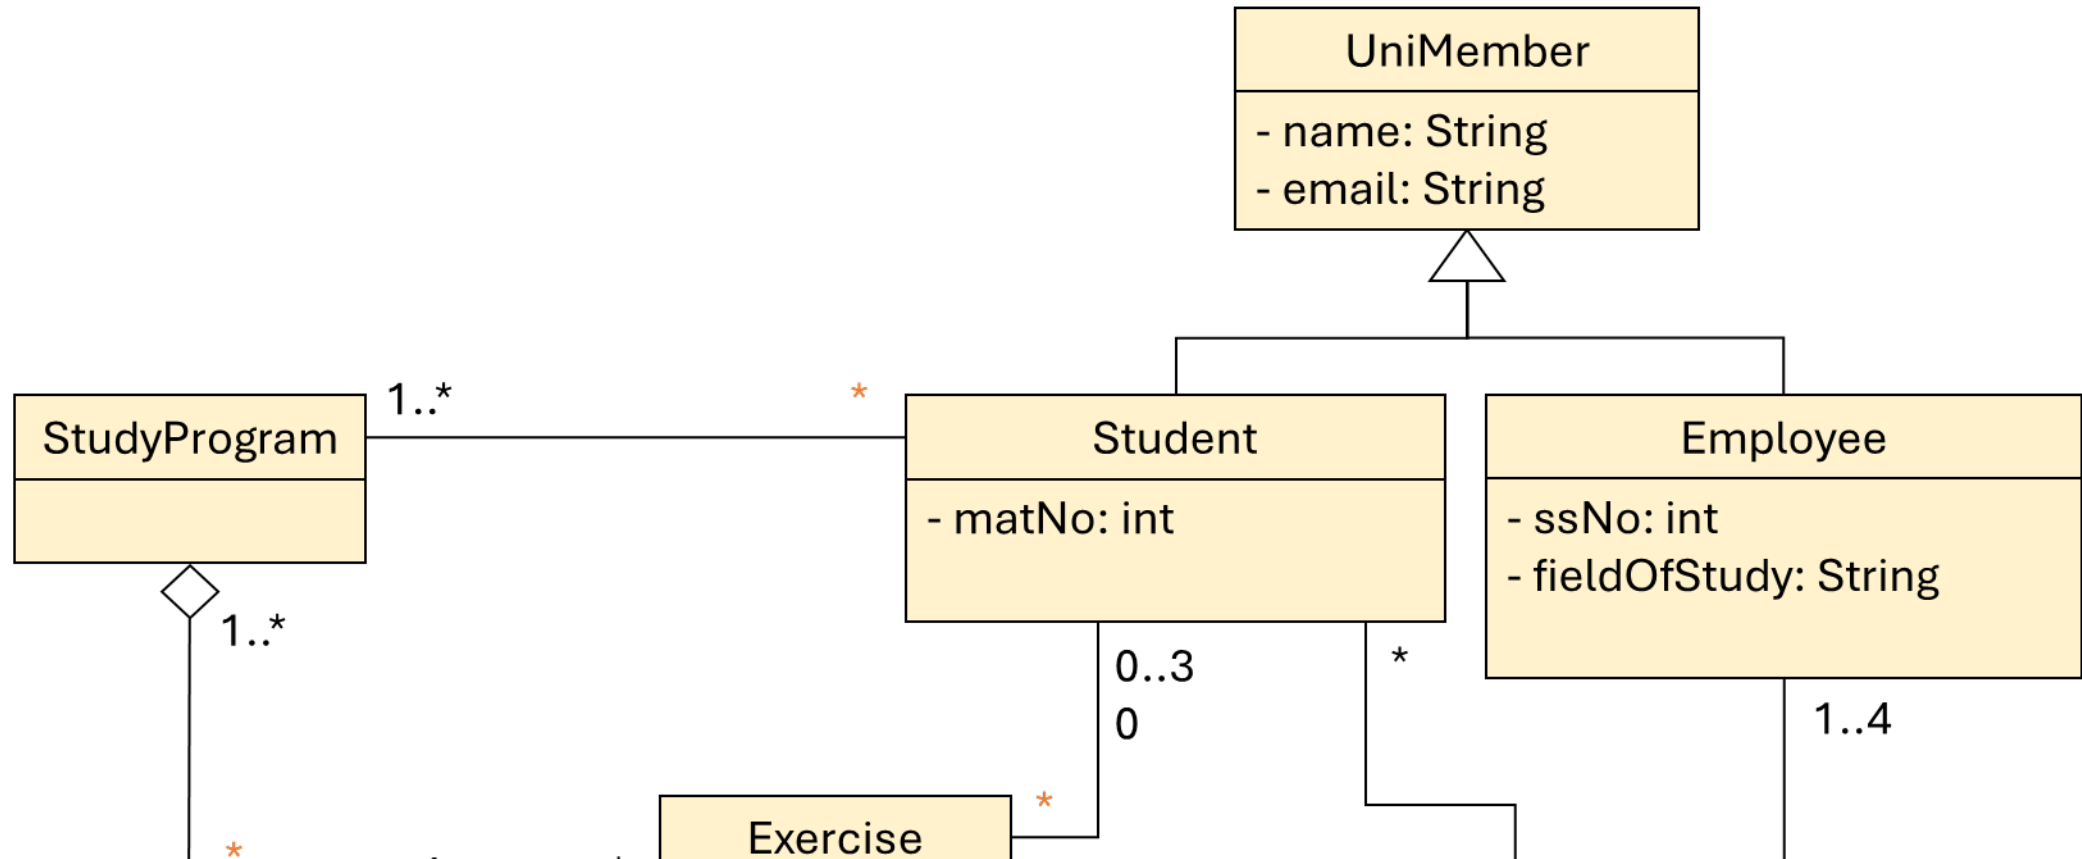 UniMember
- name: String
- email: String
1..*
*
StudyProgram
Student
Employee
- matNo: int
- ssNo: int
- fieldOfStudy: String
1..*
0..3
0
*
1..4
*
Exercise
*